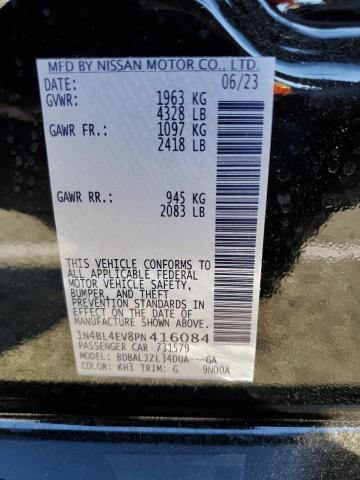 MFD BY NISSAN MOTOR CO., LTD.
DATE: 06/23
GVWR: 1963 KG
4328 LB
GAWR FR: 1097 KG
2418 LB
GAWR RR: 945 KG
2083 LB
THIS VEHICLE CONFORMS TO
ALL APPLICABLE FEDERAL
MOTOR VEHICLE SAFETY,
BUMPER, AND THEFT
PREVENTION STANDARDS IN
EFFECT ON THE DATE OF
MANUFACTURE SHOWN ABOVE.
1N4BL4EV8PN416084
PASSENGER CAR 731579
MODEL: BDBALJZL34DUA---GA
COLOR: KH3 TRIM: G 9N00A